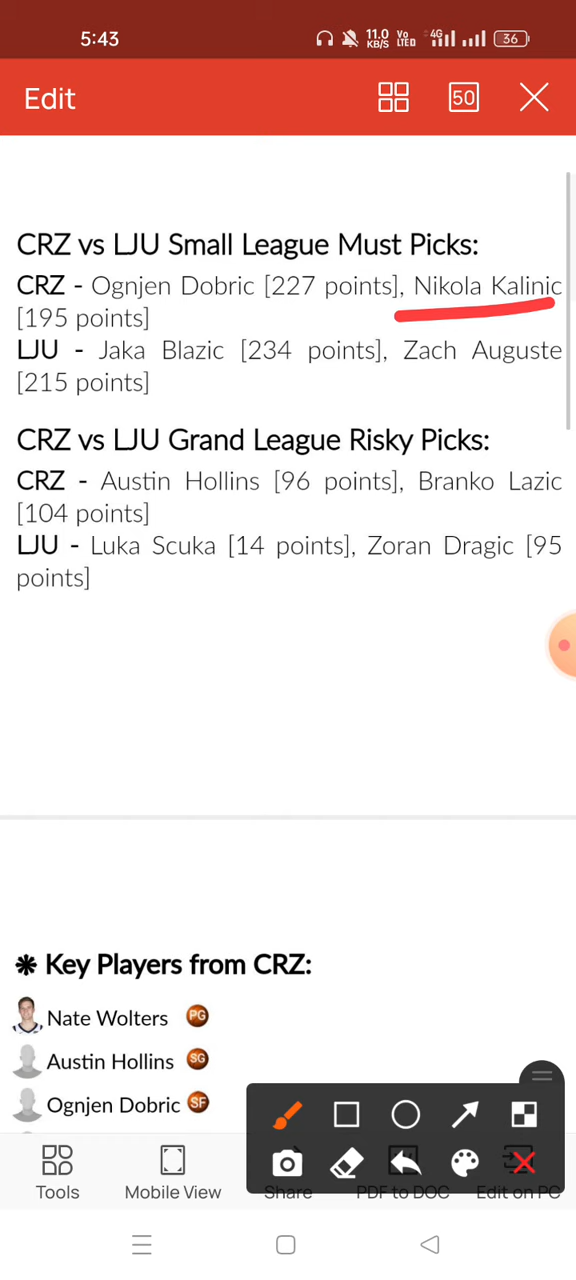 5:43
11.0
KB/S
Vo
LTED
4G
36
Edit
50
CRZ vs LJU Small League Must Picks:
CRZ - Ognjen Dobric [227 points], Nikola Kalinic
[195 points]
LJU - Jaka Blazic [234 points], Zach Auguste
[215 points]
CRZ vs LJU Grand League Risky Picks:
CRZ - Austin Hollins [96 points], Branko Lazic
[104 points]
LJU - Luka Scuka [14 points], Zoran Dragic [95
points]
✱ Key Players from CRZ:
Nate Wolters PG
Austin Hollins SG
Ognjen Dobric SF
Tools
Mobile View
Share
PDF to DOC
Edit on PC